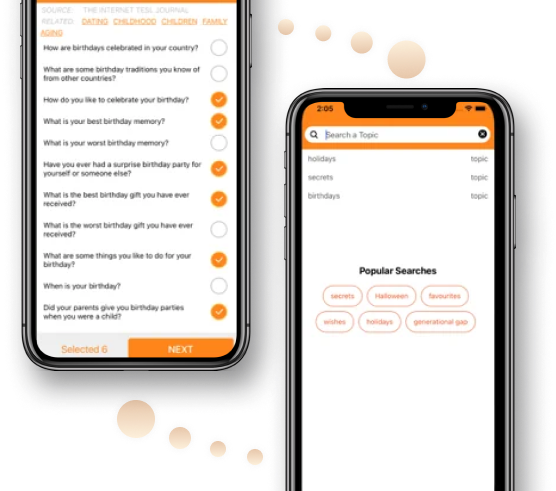 SOURCE: THE INTERNET TESL JOURNAL
RELATED: DATING CHILDHOOD CHILDREN FAMILY
AGING
How are birthdays celebrated in your country?
What are some birthday traditions you know of
from other countries?
How do you like to celebrate your birthday?
What is your best birthday memory?
What is your worst birthday memory?
Have you ever had a surprise birthday party for
yourself or someone else?
What is the best birthday gift you have ever
received?
What is the worst birthday gift you have ever
received?
What are some things you like to do for your
birthday?
When is your birthday?
Did your parents give you birthday parties
when you were a child?
Selected 6
NEXT
2:05
Search a Topic
holidays topic
secrets topic
birthdays topic
Popular Searches
secrets Halloween favourites
wishes holidays generational gap